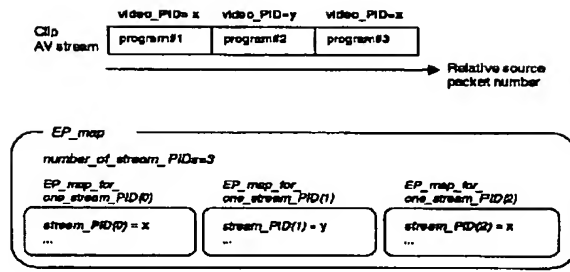 video_PID= x video_PID=y video_PID=x
Clip
AV stream
program#1 program#2 program#3
Relative source
packet number
EP_map
number_of_stream_PIDs=3
EP_map_for_
one_stream_PID(0)
EP_map_for_
one_stream_PID(1)
EP_map_for_
one_stream_PID(2)
stream_PID(0) = x
...
stream_PID(1) = y
...
stream_PID(2) = x
...